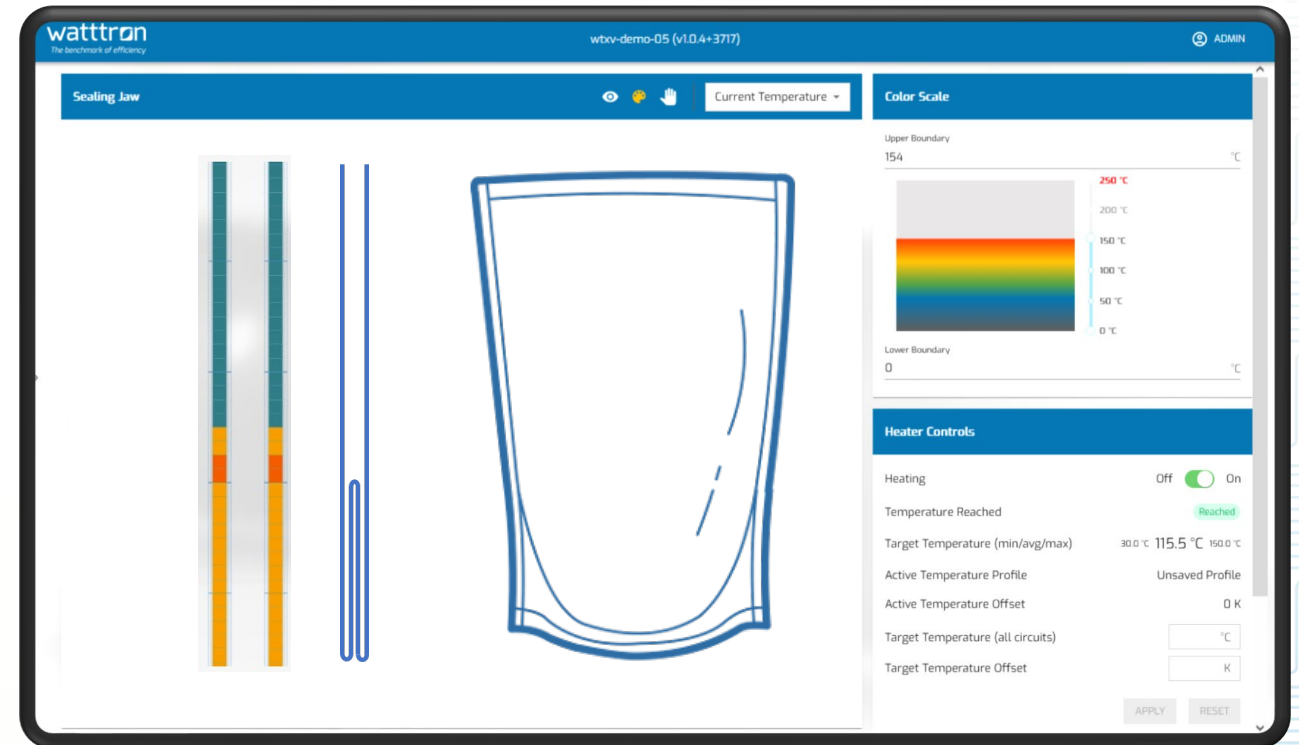 watttron
The benchmark of efficiency
wtxv-demo-05 (v1.0.4+3717)
ADMIN
Sealing Jaw
Current Temperature
Color Scale
Upper Boundary
154 °C
250 °C
200 °C
150 °C
100 °C
50 °C
0 °C
Lower Boundary
0 °C
Heater Controls
Heating Off On
Temperature Reached Reached
Target Temperature (min/avg/max) 30.0 °C 115.5 °C 150.0 °C
Active Temperature Profile Unsaved Profile
Active Temperature Offset 0 K
Target Temperature (all circuits) °C
Target Temperature Offset K
APPLY RESET